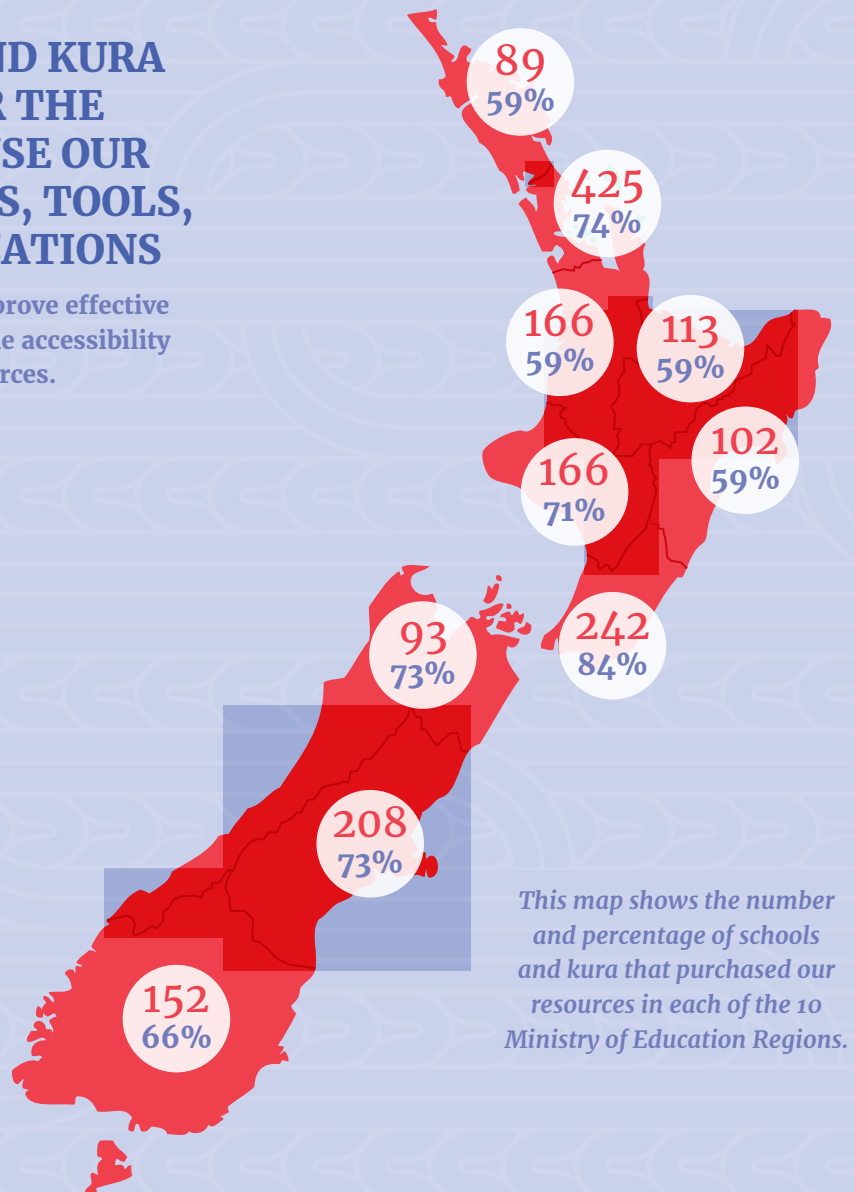 ND KURA
R THE
SE OUR
S, TOOLS,
ATIONS
prove effective
e accessibility
rces.
89
59%
425
74%
166
59%
113
59%
102
59%
166
71%
242
84%
93
73%
208
73%
152
66%
This map shows the number
and percentage of schools
and kura that purchased our
resources in each of the 10
Ministry of Education Regions.